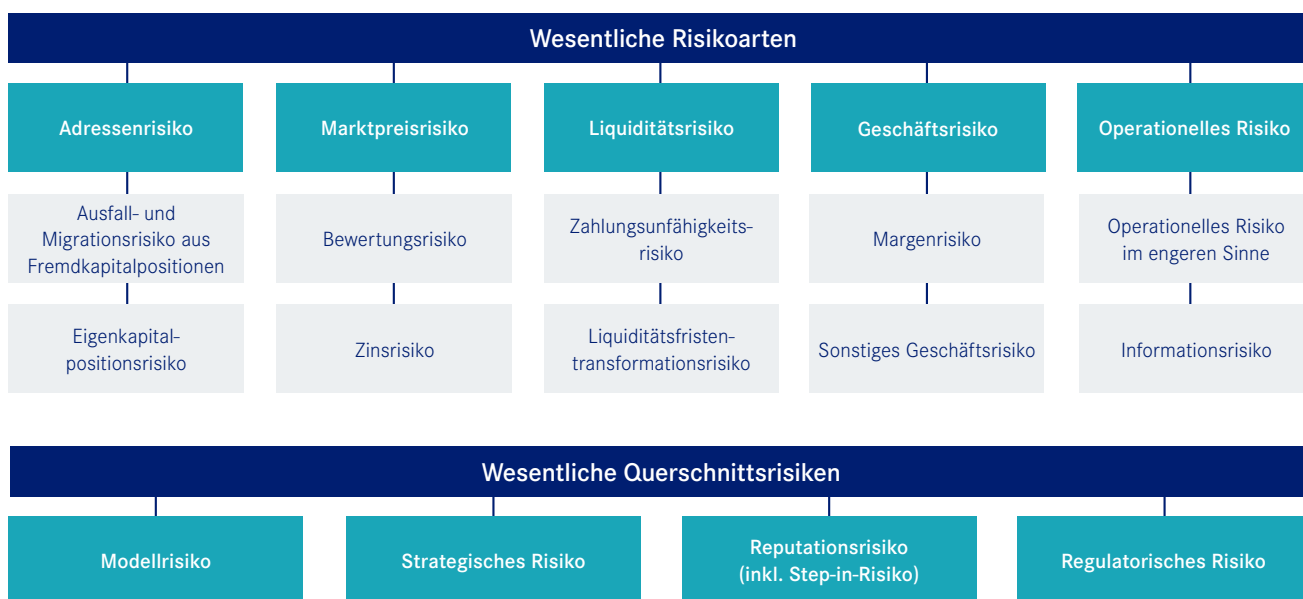 Wesentliche Risikoarten
Adressenrisiko
Marktpreisrisiko
Liquiditätsrisiko
Geschäftsrisiko
Operationelles Risiko
Ausfall- und
Migrationsrisiko aus
Fremdkapitalpositionen
Bewertungsrisiko
Zahlungsunfähigkeits-
risiko
Margenrisiko
Operationelles Risiko
im engeren Sinne
Eigenkapital-
positionsrisiko
Zinsrisiko
Liquiditätsfristen-
transformationsrisiko
Sonstiges Geschäftsrisiko
Informationsrisiko
Wesentliche Querschnittsrisiken
Modellrisiko
Strategisches Risiko
Reputationsrisiko
(inkl. Step-in-Risiko)
Regulatorisches Risiko